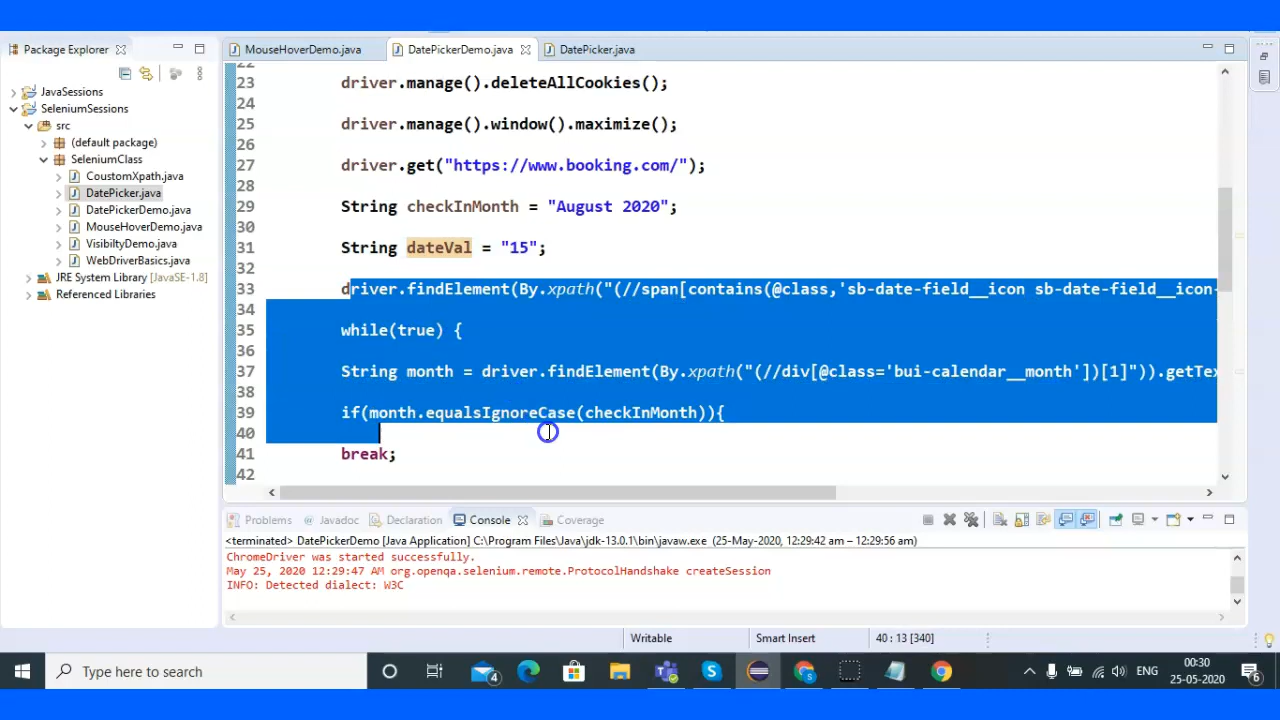 Package Explorer
MouseHoverDemo.java
DatePickerDemo.java
DatePicker.java
JavaSessions
SeleniumSessions
src
(default package)
SeleniumClass
CoustomXpath.java
DatePicker.java
DatePickerDemo.java
MouseHoverDemo.java
VisibiltyDemo.java
WebDriverBasics.java
JRE System Library [JavaSE-1.8]
Referenced Libraries
22
23 driver.manage().deleteAllCookies();
24
25 driver.manage().window().maximize();
26
27 driver.get("https://www.booking.com/");
28
29 String checkInMonth = "August 2020";
30
31 String dateVal = "15";
32
33 driver.findElement(By.xpath("(//span[contains(@class,'sb-date-field__icon sb-date-field__icon-
34
35 while(true) {
36
37 String month = driver.findElement(By.xpath("(//div[@class='bui-calendar__month'])[1]")).getTex
38
39 if(month.equalsIgnoreCase(checkInMonth)){
40
41 break;
42
Problems Javadoc Declaration Console Coverage
<terminated> DatePickerDemo [Java Application] C:\Program Files\Java\jdk-13.0.1\bin\javaw.exe (25-May-2020, 12:29:42 am – 12:29:56 am)
ChromeDriver was started successfully.
May 25, 2020 12:29:47 AM org.openqa.selenium.remote.ProtocolHandshake createSession
INFO: Detected dialect: W3C
Writable Smart Insert 40 : 13 [340]
Type here to search
4
ENG
00:30
25-05-2020
6